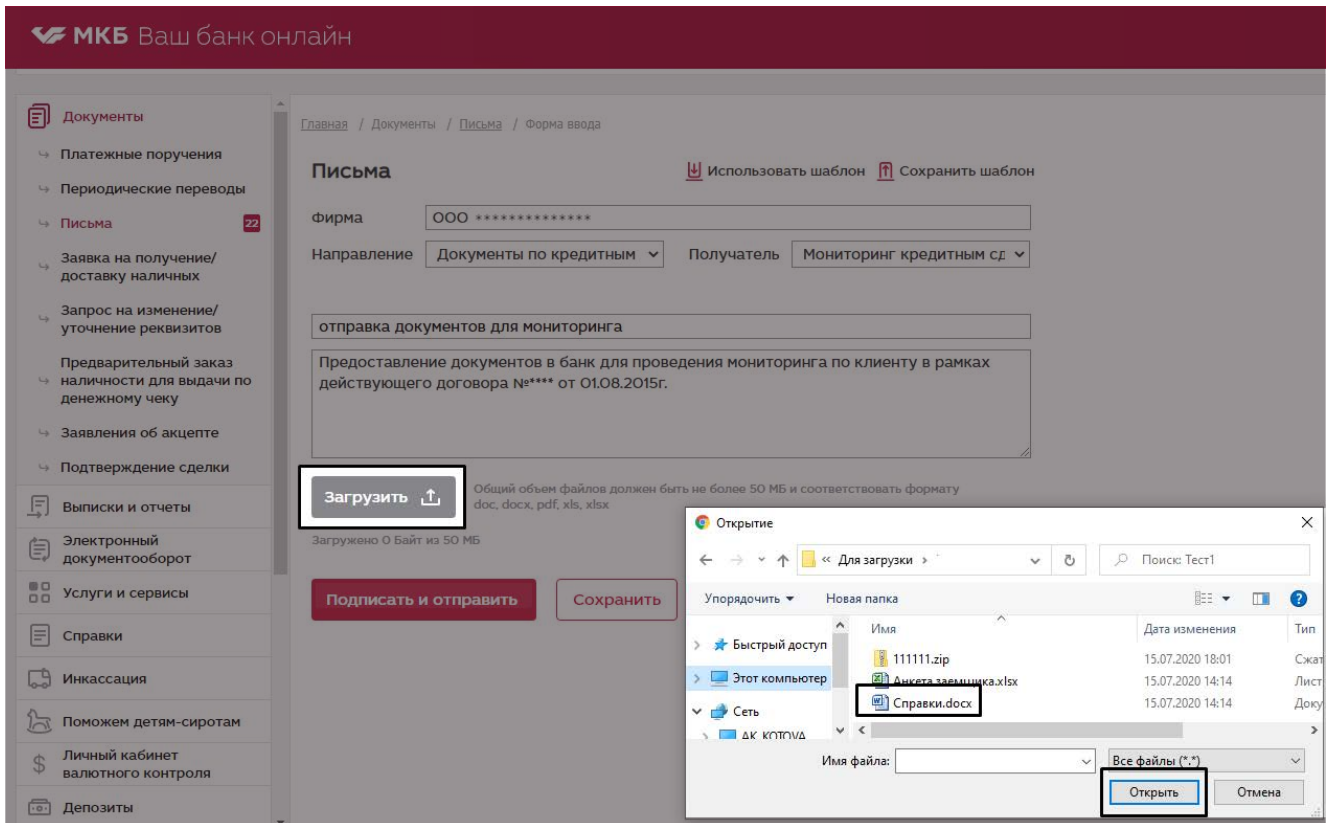 МКБ Ваш банк онлайн
Документы
Платежные поручения
Периодические переводы
Письма 22
Заявка на получение/
доставку наличных
Запрос на изменение/
уточнение реквизитов
Предварительный заказ
наличности для выдачи по
денежному чеку
Заявления об акцепте
Подтверждение сделки
Выписки и отчеты
Электронный
документооборот
Услуги и сервисы
Справки
Инкассация
Поможем детям-сиротам
Личный кабинет
валютного контроля
Депозиты
Главная / Документы / Письма / Форма ввода
Письма
Использовать шаблон Сохранить шаблон
Фирма ООО **************
Направление Документы по кредитным Получатель Мониторинг кредитным сд
отправка документов для мониторинга
Предоставление документов в банк для проведения мониторинга по клиенту в рамках
действующего договора №**** от 01.08.2015г.
Загрузить
Общий объем файлов должен быть не более 50 МБ и соответствовать формату
doc, docx, pdf, xls, xlsx
Загружено 0 Байт из 50 МБ
Подписать и отправить Сохранить
Открытие
« Для загрузки › Поиск: Тест1
Упорядочить Новая папка
Имя Дата изменения Тип
Быстрый доступ
Этот компьютер
Сеть
AK_KOTOVA
111111.zip 15.07.2020 18:01 Сжат
Анкета заемщика.xlsx 15.07.2020 14:14 Лист
Справки.docx 15.07.2020 14:14 Доку
Имя файла: Все файлы (*.*)
Открыть Отмена